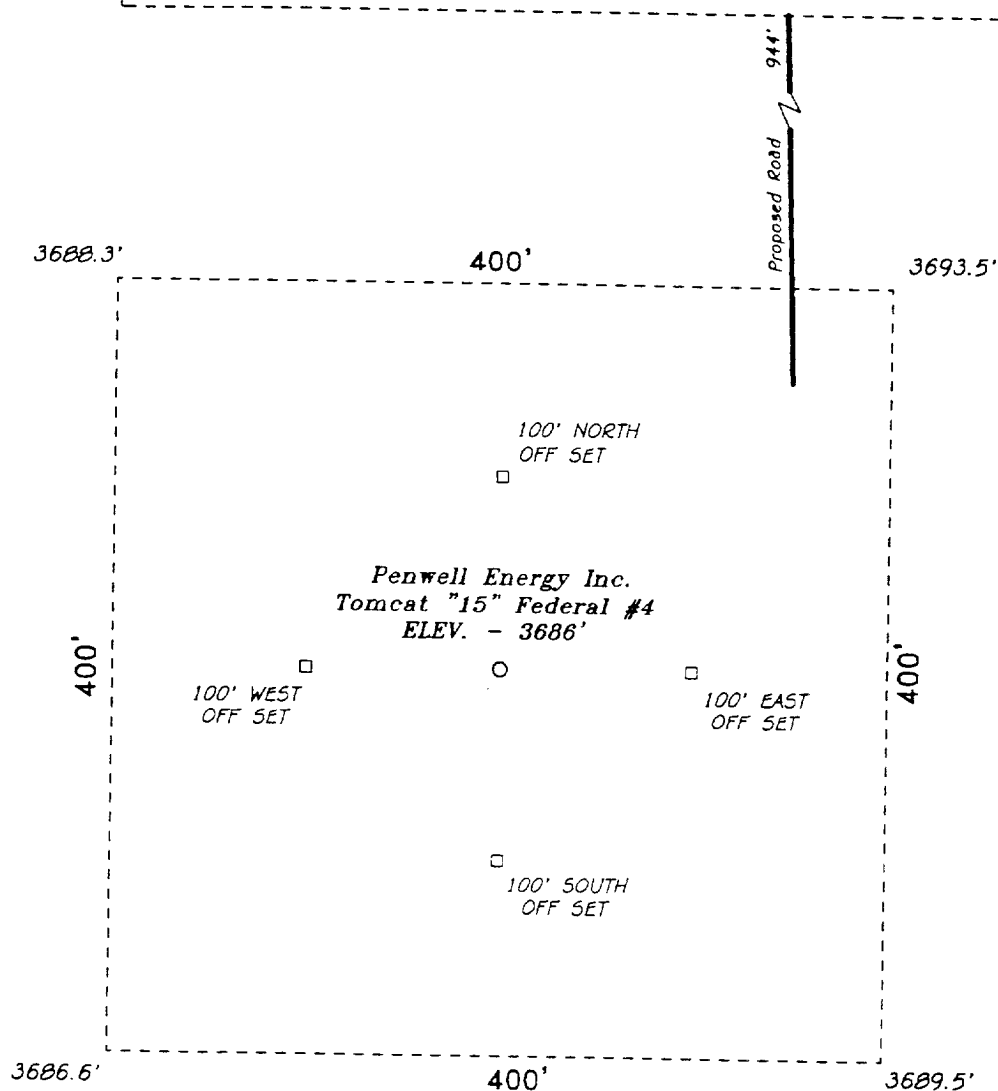 944'
Proposed Road
3688.3'
400'
3693.5'
100' NORTH
OFF SET
Penwell Energy Inc.
Tomcat "15" Federal #4
ELEV. - 3686'
400'
400'
100' WEST
OFF SET
100' EAST
OFF SET
100' SOUTH
OFF SET
3686.6'
400'
3689.5'